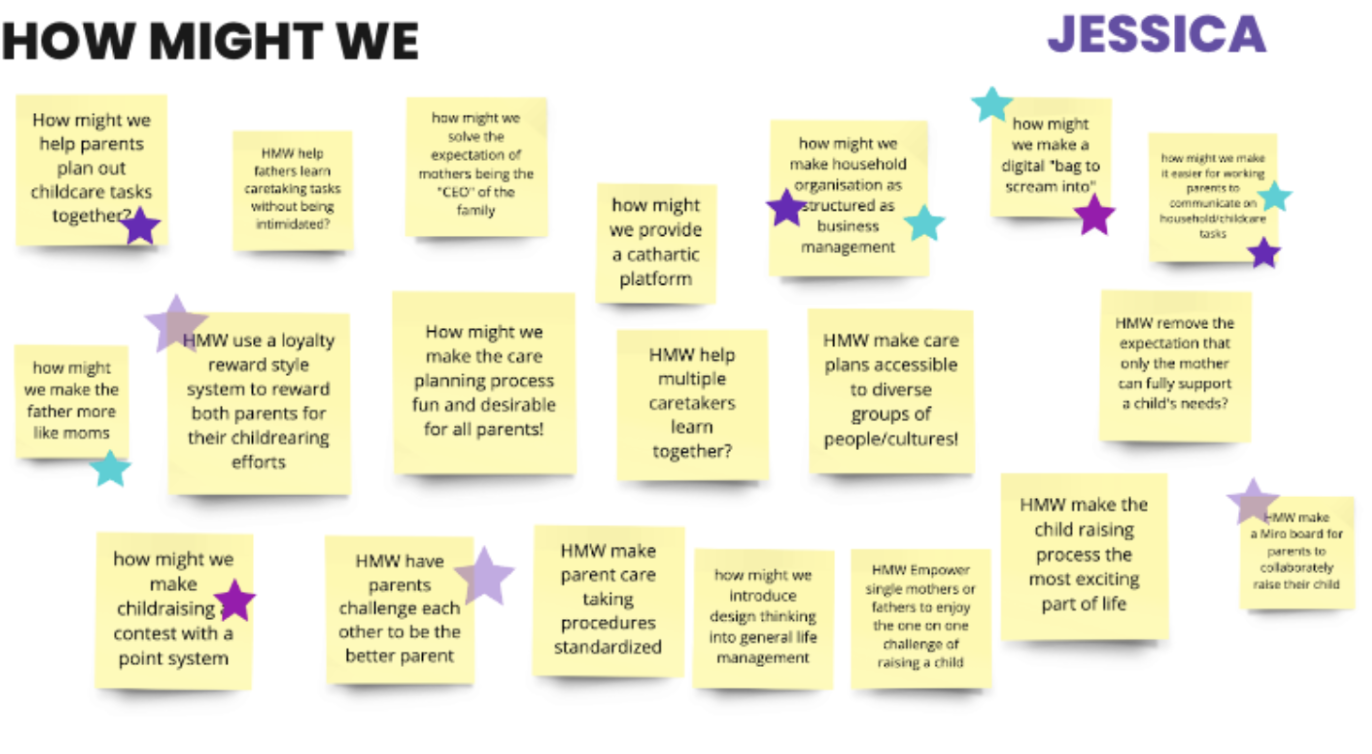 HOW MIGHT WE
JESSICA
How might we
help parents
plan out
childcare tasks
together?
HMW help
fathers learn
caretaking tasks
without being
intimidated?
how might we
solve the
expectation of
mothers being the
"CEO" of the
family
how might
we provide
a cathartic
platform
how might we
make household
organisation as
structured as
business
management
how might
we make a
digital "bag to
scream into"
how might we make
it easier for working
parents to
communicate on
household/childcare
tasks
how might
we make the
father more
like moms
HMW use a loyalty
reward style
system to reward
both parents for
their childrearing
efforts
How might we
make the care
planning process
fun and desirable
for all parents!
HMW help
multiple
caretakers
learn
together?
HMW make care
plans accessible
to diverse
groups of
people/cultures!
HMW remove the
expectation that
only the mother
can fully support
a child's needs?
how might we
make
childraising a
contest with a
point system
HMW have
parents
challenge each
other to be the
better parent
HMW make
parent care
taking
procedures
standardized
how might we
introduce
design thinking
into general life
management
HMW Empower
single mothers or
fathers to enjoy
the one on one
challenge of
raising a child
HMW make the
child raising
process the
most exciting
part of life
HMW make
a Miro board for
parents to
collaborately
raise their child